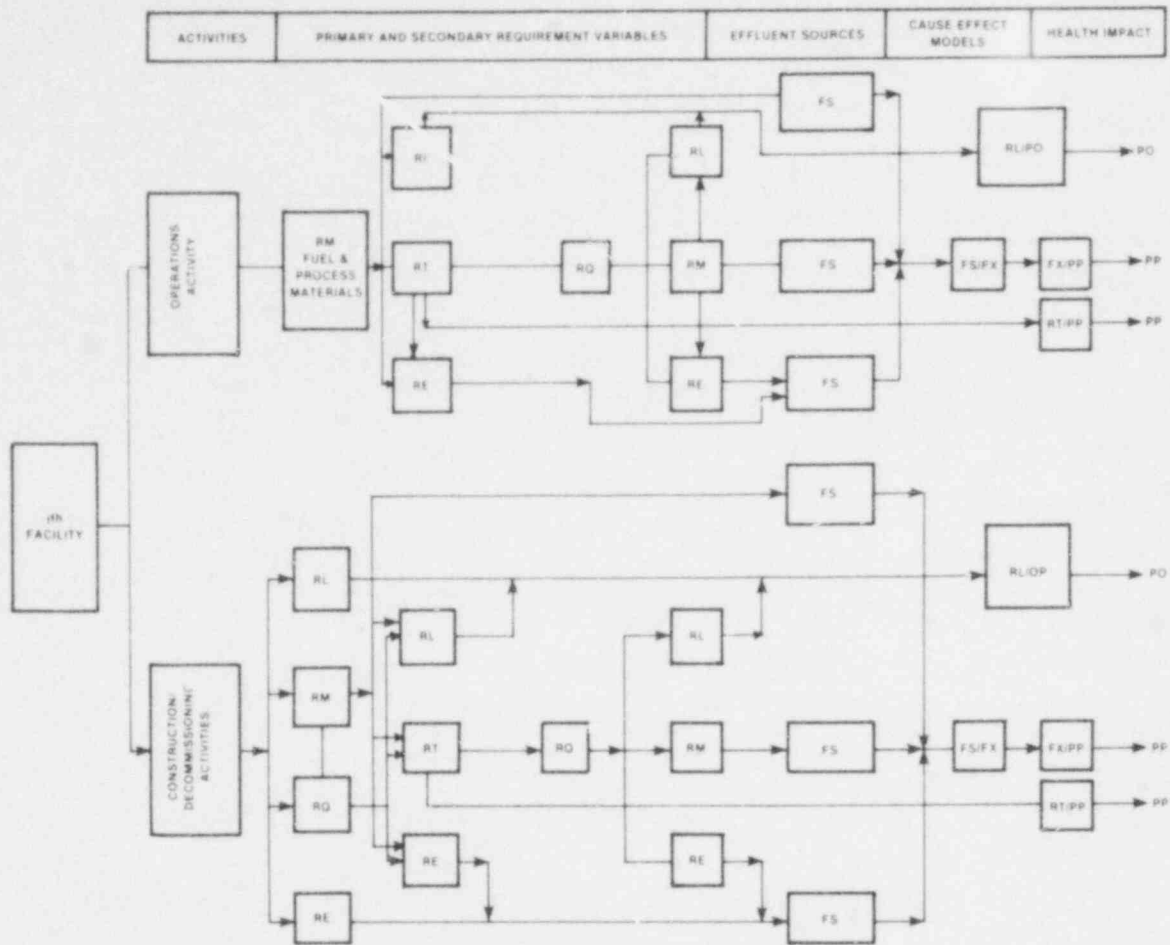 ACTIVITIES
PRIMARY AND SECONDARY REQUIREMENT VARIABLES
EFFLUENT SOURCES
CAUSE EFFECT
MODELS
HEALTH IMPACT
FS
RL
RL/PO
PO
OPERATIONS
ACTIVITY
RM
FUEL &
PROCESS
MATERIALS
RT
RQ
RM
FS
FS/FX
FX/PP
PP
RT/PP
PP
RE
RE
FS
FACILITY
FS
RL
RL/OP
PO
RL
RL
CONSTRUCTION/
DECOMMISSIONING
ACTIVITIES
RM
RT
RQ
RM
FS
FS/FX
FX/PP
PP
RQ
RT/PP
PP
RE
RE
RE
FS